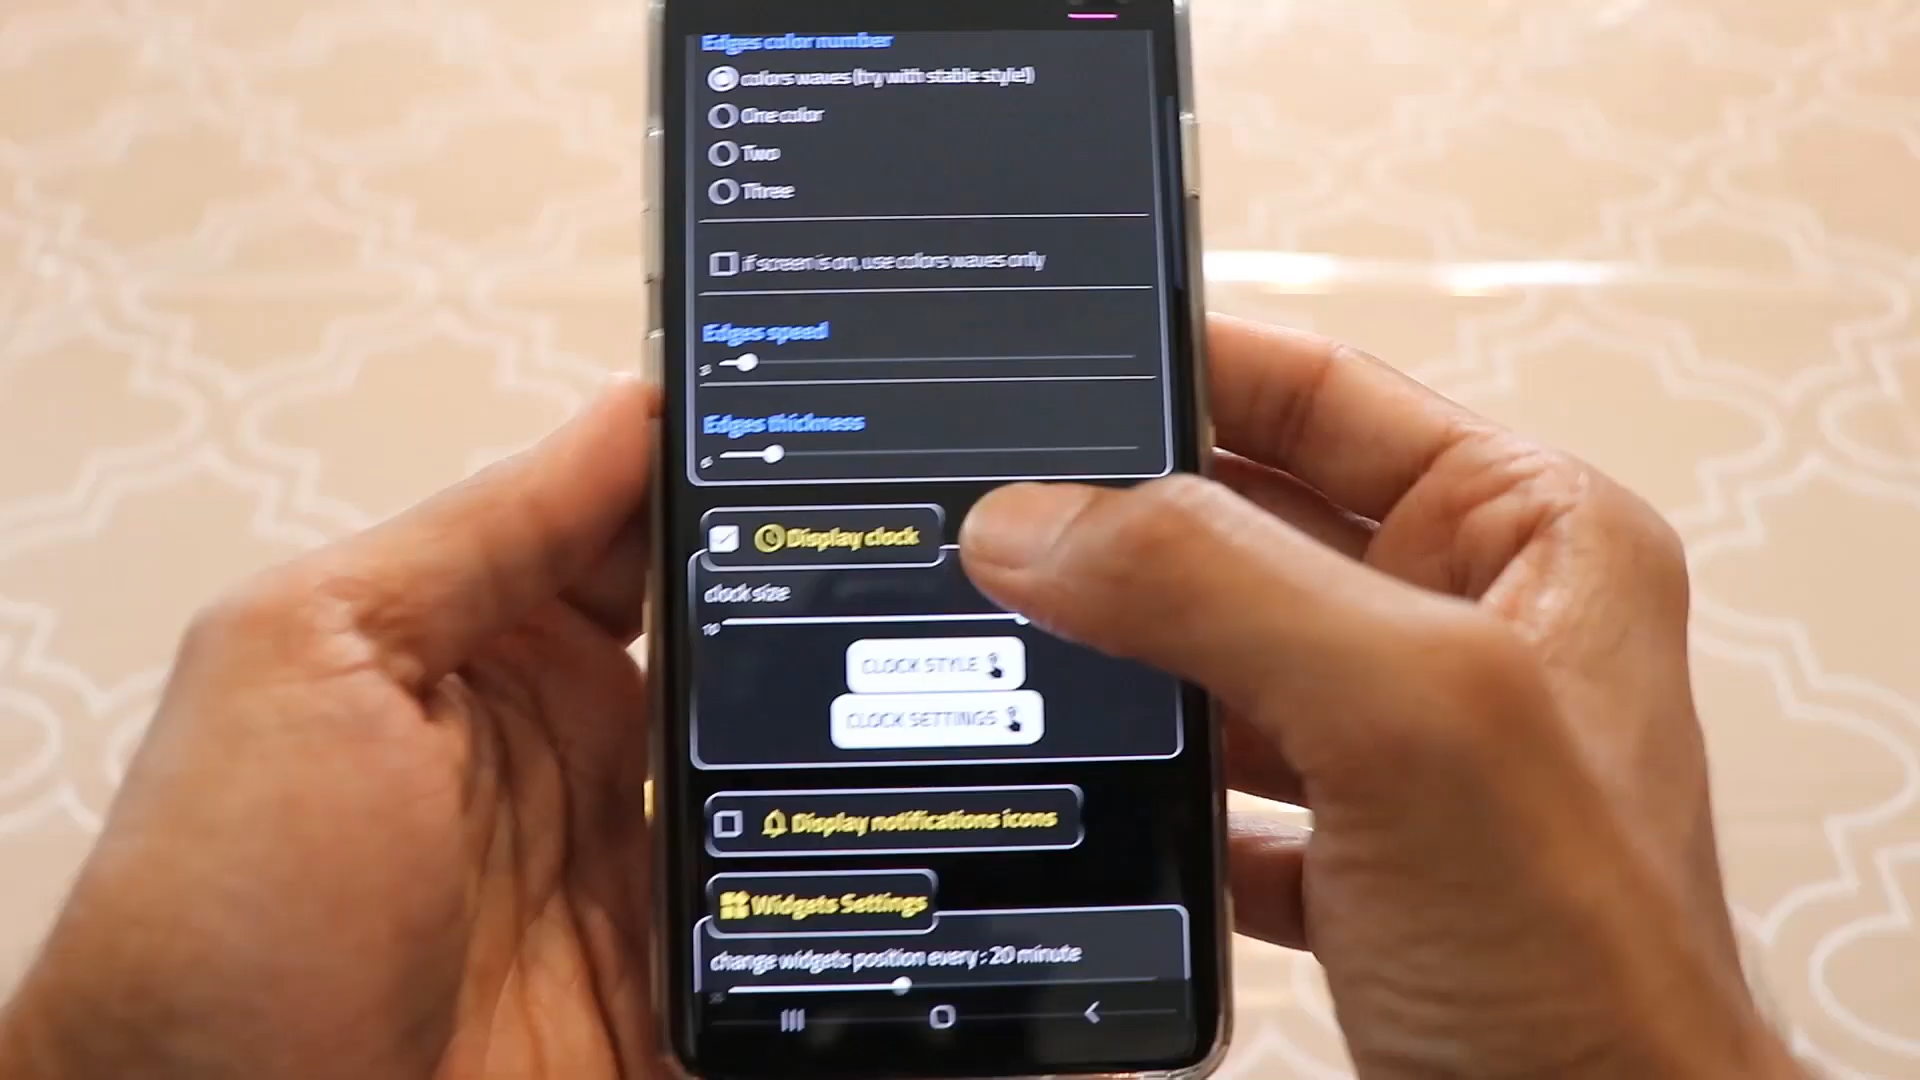 Edges color number
colors waves (try with stable style!)
One color
Two
Three
if screen is on, use colors waves only
Edges speed
Edges thickness
Display clock
clock size
CLOCK STYLE
CLOCK SETTINGS
Display notifications icons
Widgets Settings
change widgets position every : 20 minute